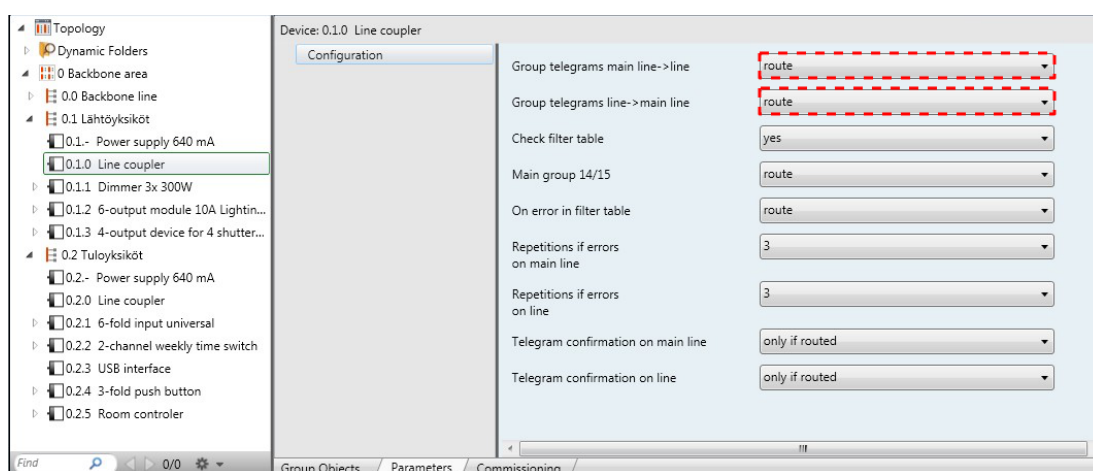 Topology
Dynamic Folders
0 Backbone area
0.0 Backbone line
0.1 Lähtöyksiköt
0.1.- Power supply 640 mA
0.1.0 Line coupler
0.1.1 Dimmer 3x 300W
0.1.2 6-output module 10A Lightin...
0.1.3 4-output device for 4 shutter...
0.2 Tuloyksiköt
0.2.- Power supply 640 mA
0.2.0 Line coupler
0.2.1 6-fold input universal
0.2.2 2-channel weekly time switch
0.2.3 USB interface
0.2.4 3-fold push button
0.2.5 Room controler
Find
0/0
Device: 0.1.0 Line coupler
Configuration
Group telegrams main line->line
route
Group telegrams line->main line
route
Check filter table
yes
Main group 14/15
route
On error in filter table
route
Repetitions if errors
on main line
3
Repetitions if errors
on line
3
Telegram confirmation on main line
only if routed
Telegram confirmation on line
only if routed
Group Objects / Parameters / Commissioning /